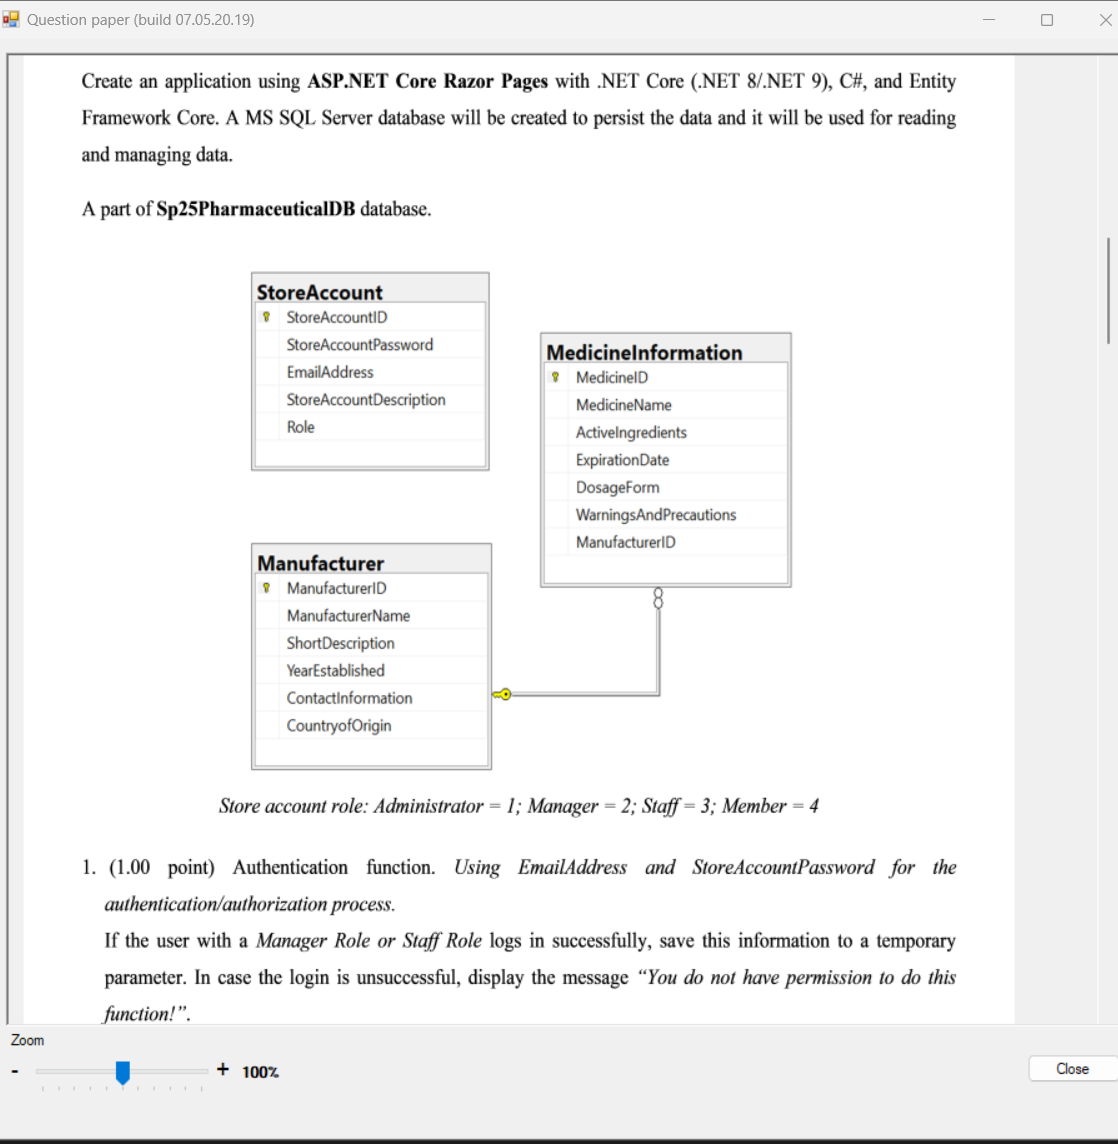 Question paper (build 07.05.20.19)
Create an application using ASP.NET Core Razor Pages with .NET Core (.NET 8/.NET 9), C#, and Entity
Framework Core. A MS SQL Server database will be created to persist the data and it will be used for reading
and managing data.
A part of Sp25PharmaceuticalDB database.
StoreAccount
StoreAccountID
StoreAccountPassword
EmailAddress
StoreAccountDescription
Role
MedicineInformation
MedicineID
MedicineName
ActiveIngredients
ExpirationDate
DosageForm
WarningsAndPrecautions
ManufacturerID
Manufacturer
ManufacturerID
ManufacturerName
ShortDescription
YearEstablished
ContactInformation
CountryofOrigin
Store account role: Administrator = 1; Manager = 2; Staff = 3; Member = 4
1. (1.00 point) Authentication function. Using EmailAddress and StoreAccountPassword for the
authentication/authorization process.
If the user with a Manager Role or Staff Role logs in successfully, save this information to a temporary
parameter. In case the login is unsuccessful, display the message “You do not have permission to do this
function!”.
Zoom
- + 100%
Close